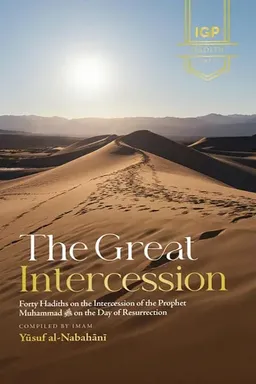 IGP
HADITH
The Great
Intercession
Forty Hadiths on the Intercession of the Prophet
Muhammad ﷺ on the Day of Resurrection
COMPILED BY IMAM
Yūsuf al-Nabahānī